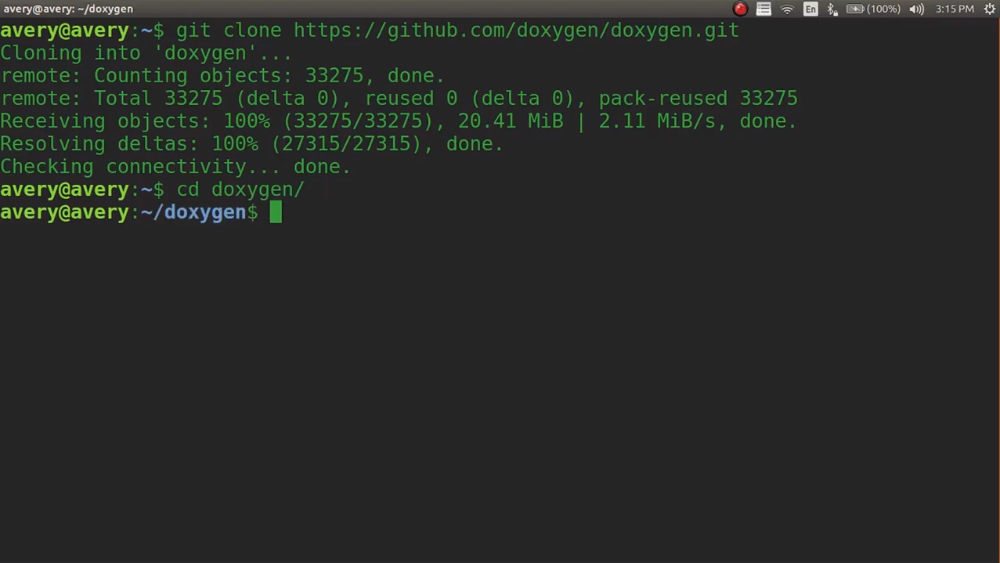 avery@avery: ~/doxygen
En
(100%)
3:15 PM
avery@avery:~$ git clone https://github.com/doxygen/doxygen.git
Cloning into 'doxygen'...
remote: Counting objects: 33275, done.
remote: Total 33275 (delta 0), reused 0 (delta 0), pack-reused 33275
Receiving objects: 100% (33275/33275), 20.41 MiB | 2.11 MiB/s, done.
Resolving deltas: 100% (27315/27315), done.
Checking connectivity... done.
avery@avery:~$ cd doxygen/
avery@avery:~/doxygen$